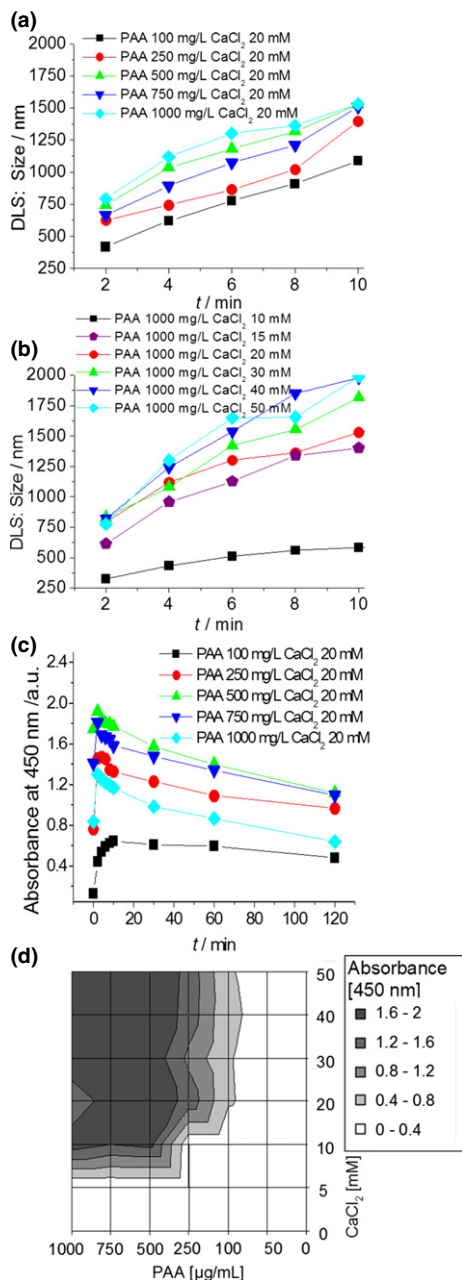 (a)
PAA 100 mg/L CaCl₂ 20 mM
PAA 250 mg/L CaCl₂ 20 mM
PAA 500 mg/L CaCl₂ 20 mM
PAA 750 mg/L CaCl₂ 20 mM
PAA 1000 mg/L CaCl₂ 20 mM
DLS: Size / nm
2000
1750
1500
1250
1000
750
500
250
2 4 6 8 10
t / min
(b)
PAA 1000 mg/L CaCl₂ 10 mM
PAA 1000 mg/L CaCl₂ 15 mM
PAA 1000 mg/L CaCl₂ 20 mM
PAA 1000 mg/L CaCl₂ 30 mM
PAA 1000 mg/L CaCl₂ 40 mM
PAA 1000 mg/L CaCl₂ 50 mM
DLS: Size / nm
2000
1750
1500
1250
1000
750
500
250
2 4 6 8 10
t / min
(c)
PAA 100 mg/L CaCl₂ 20 mM
PAA 250 mg/L CaCl₂ 20 mM
PAA 500 mg/L CaCl₂ 20 mM
PAA 750 mg/L CaCl₂ 20 mM
PAA 1000 mg/L CaCl₂ 20 mM
Absorbance at 450 nm /a.u.
2.4
2.0
1.6
1.2
0.8
0.4
0 20 40 60 80 100 120
t / min
(d)
50
40
30
20
10
5
0
CaCl₂ [mM]
1000 750 500 250 100 50 0
PAA [µg/mL]
Absorbance
[450 nm]
1.6 - 2
1.2 - 1.6
0.8 - 1.2
0.4 - 0.8
0 - 0.4